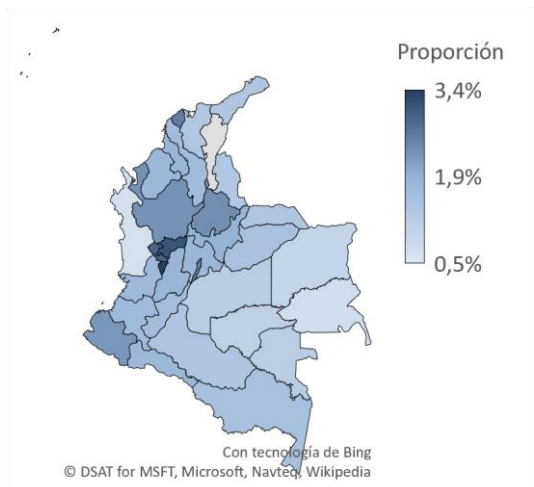 Proporción
3,4%
1,9%
0,5%
Con tecnología de Bing
© DSAT for MSFT, Microsoft, Navteq, Wikipedia